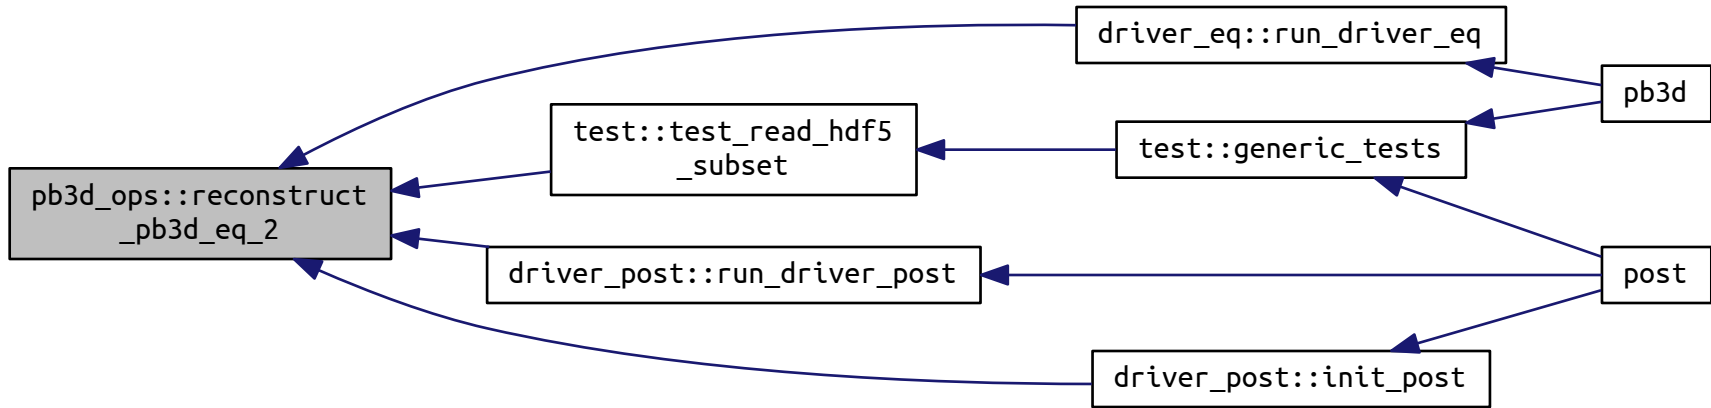 driver_eq::run_driver_eq
pb3d
test::test_read_hdf5
_subset
test::generic_tests
pb3d_ops::reconstruct
_pb3d_eq_2
driver_post::run_driver_post
post
driver_post::init_post